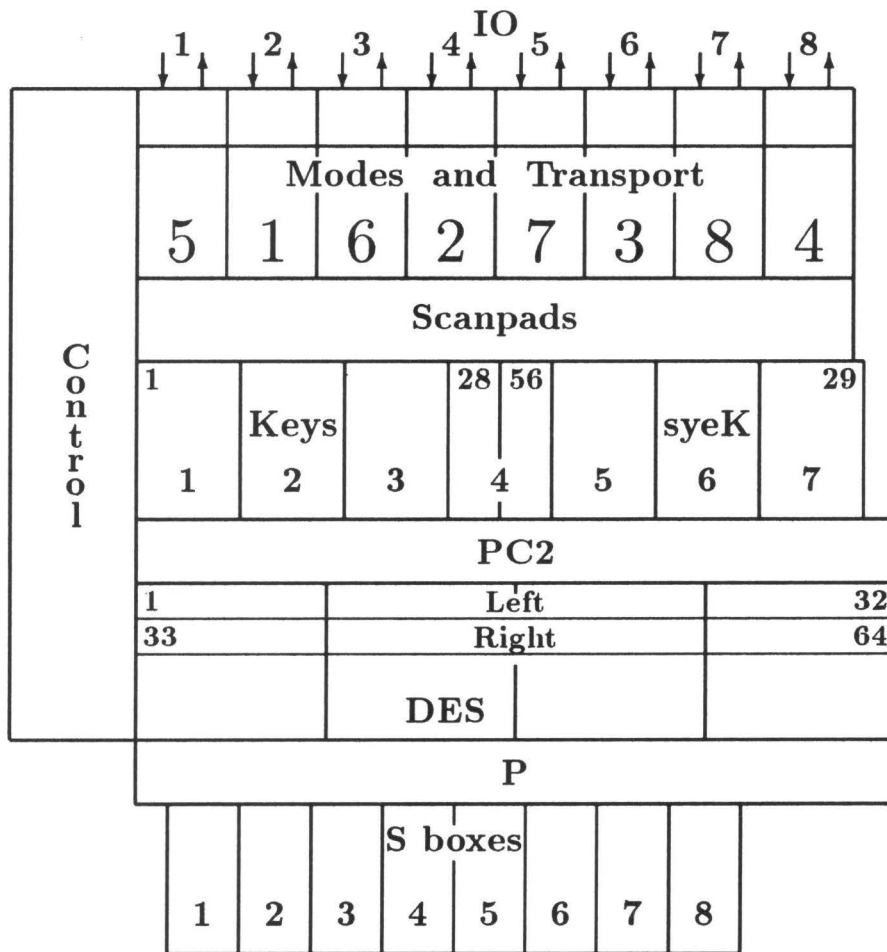 IO
1 2 3 4 5 6 7 8
Modes and Transport
5 1 6 2 7 3 8 4
Scanpads
Control
1 28 56 29
Keys syeK
1 2 3 4 5 6 7
PC2
1 Left 32
33 Right 64
DES
P
S boxes
1 2 3 4 5 6 7 8